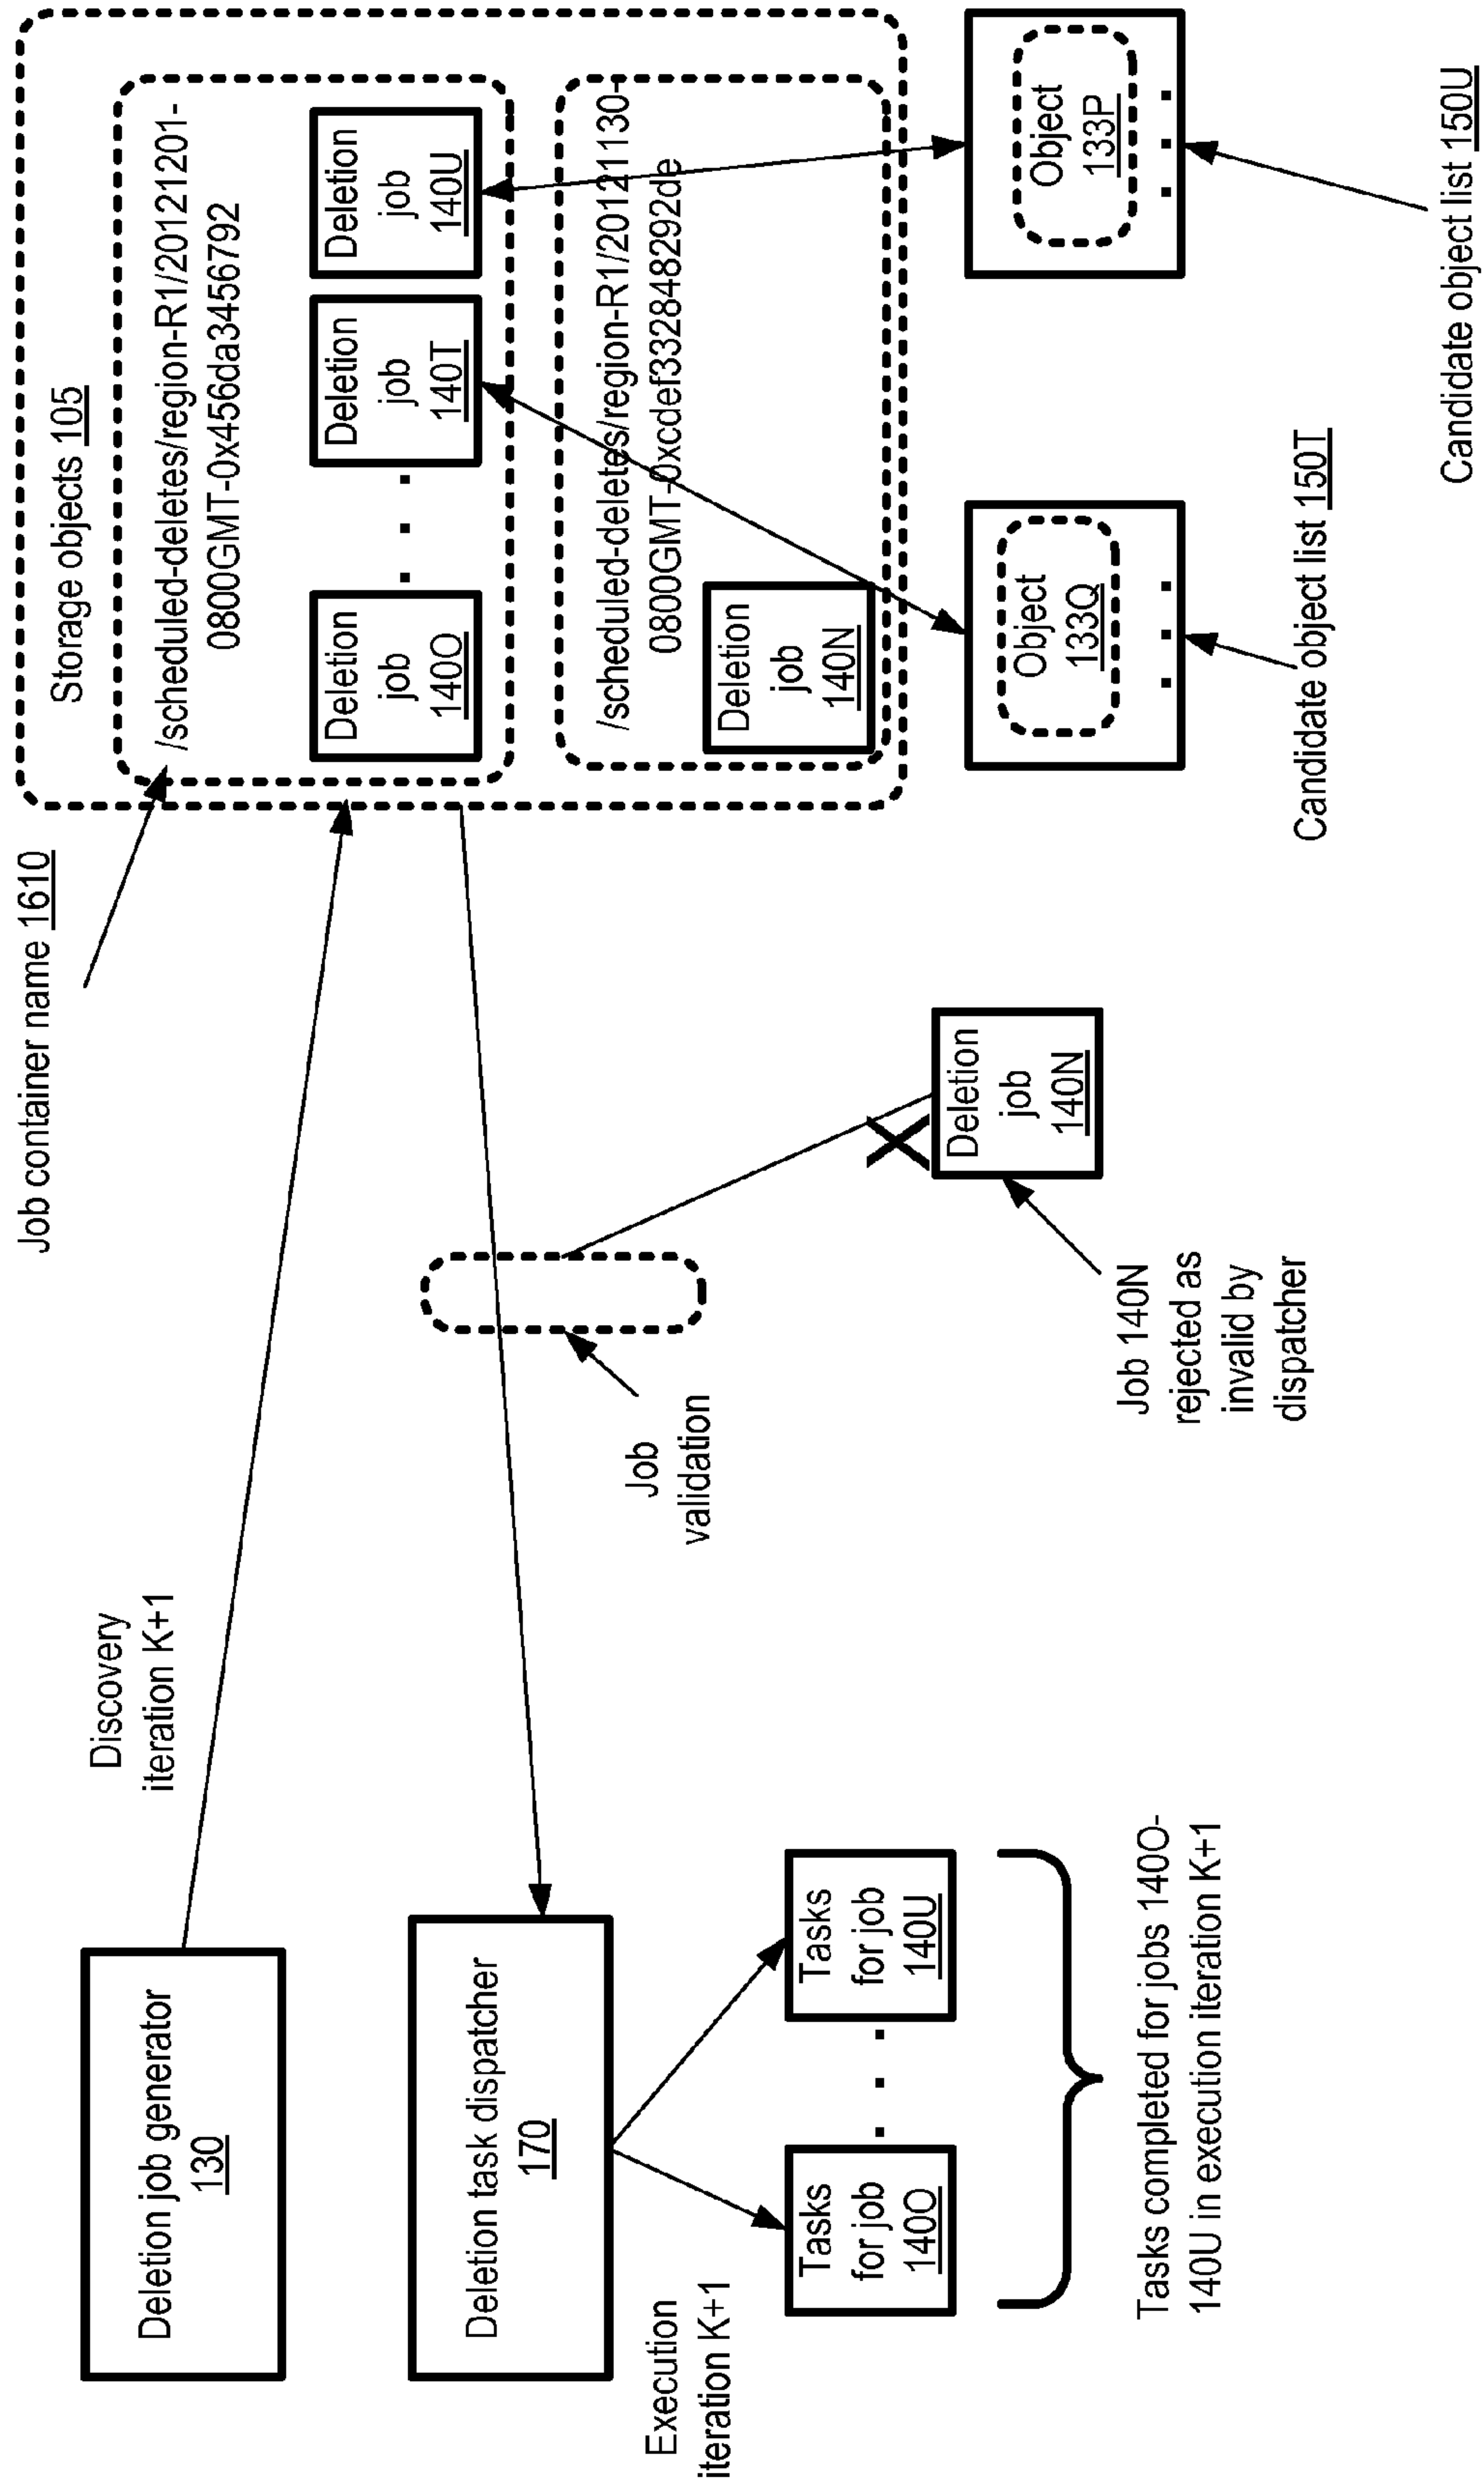 Deletion job generator
130
Discovery
iteration K+1
Job container name 1610
Storage objects 105
/scheduled-deletes/region-R1/20121201-
0800GMT-0x456da3456792
Deletion
job
140O
Deletion
job
140T
Deletion
job
140U
/scheduled-deletes/region-R1/20121130-
0800GMT-0xcdef3328482​92de
Deletion
job
140N
Deletion task dispatcher
170
Execution
iteration K+1
Tasks
for job
140O
Tasks
for job
140U
Tasks completed for jobs 140O-
140U in execution iteration K+1
Job
validation
Deletion
job
140N
Job 140N
rejected as
invalid by
dispatcher
Object
133Q
Candidate object list 150T
Object
133P
Candidate object list 150U